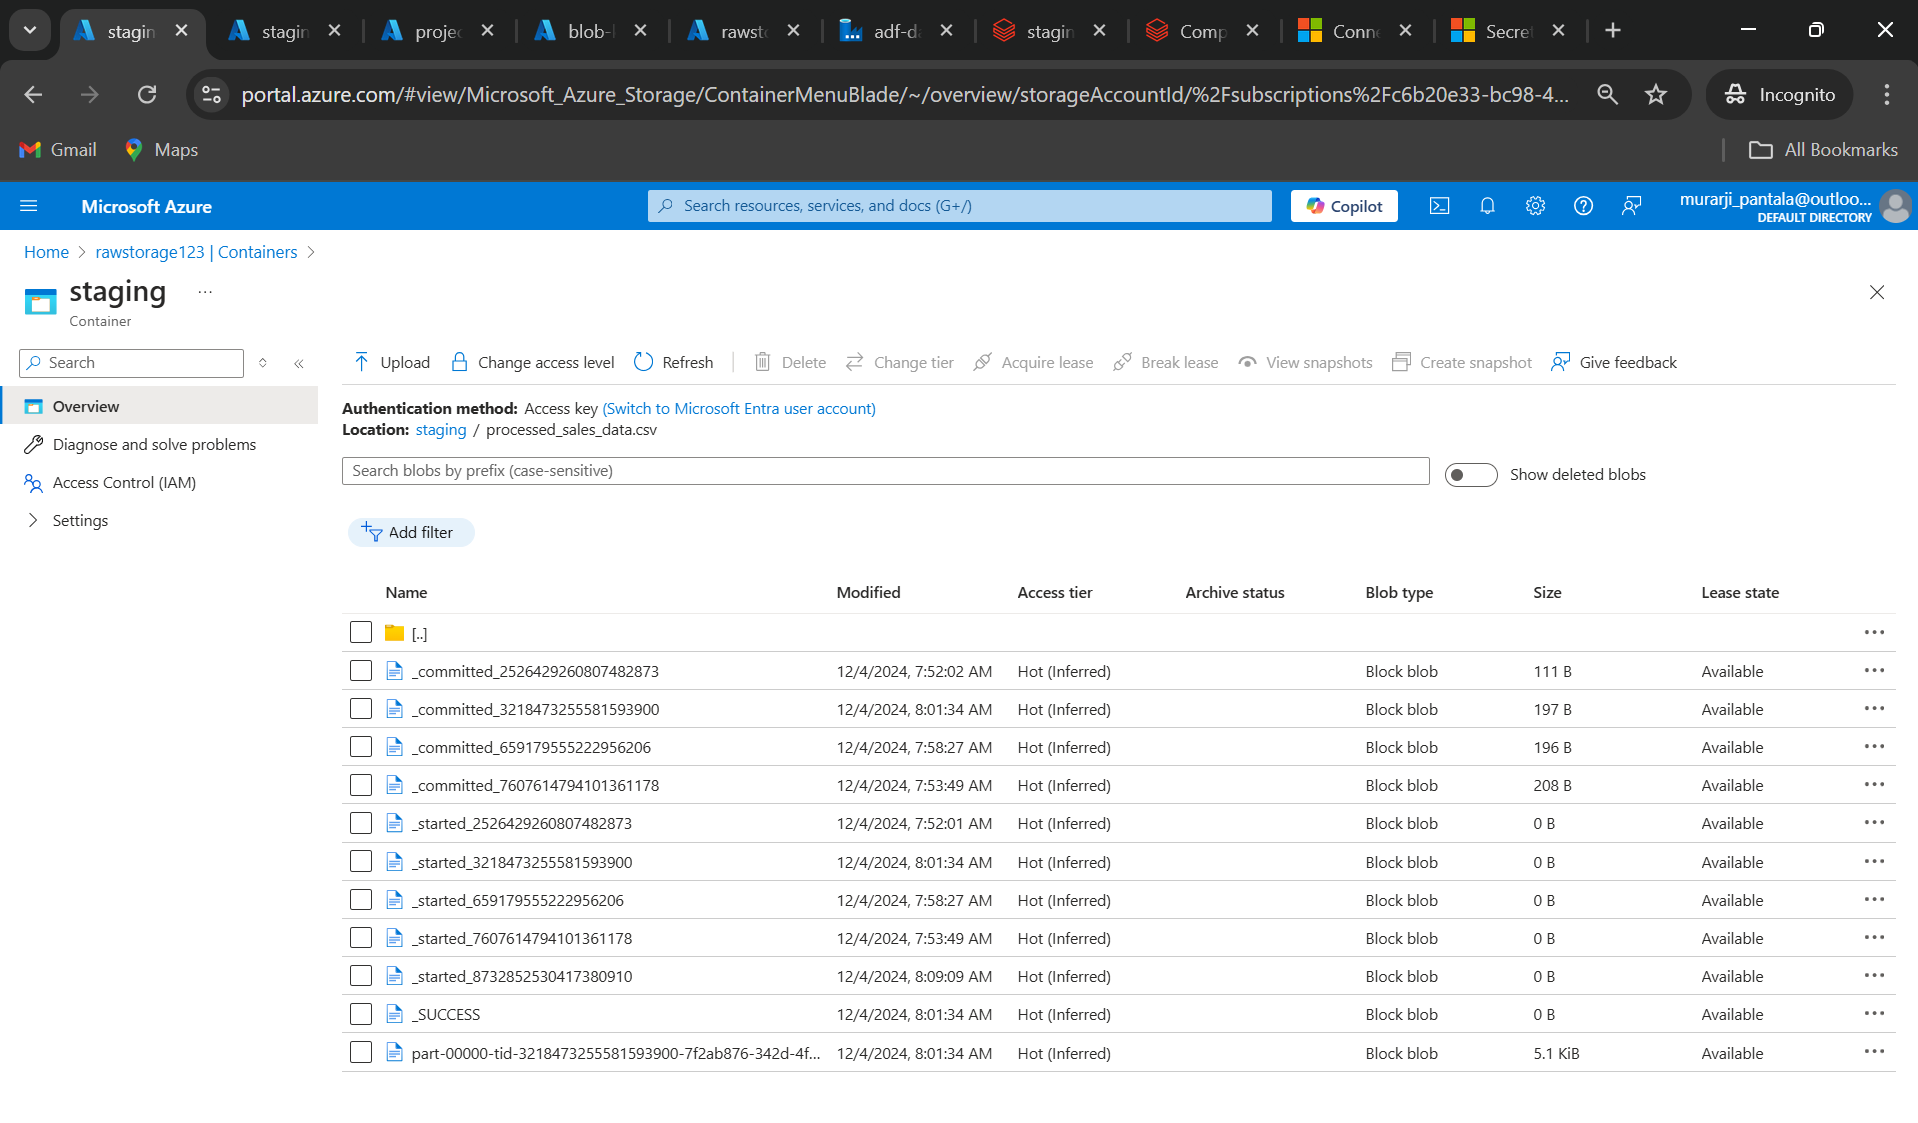 stagin
stagin
proje
blob-
rawst
adf-d
stagin
Comp
Conne
Secret
portal.azure.com/#view/Microsoft_Azure_Storage/ContainerMenuBlade/~/overview/storageAccountId/%2Fsubscriptions%2Fc6b20e33-bc98-4...
Incognito
Gmail
Maps
All Bookmarks
Microsoft Azure
Search resources, services, and docs (G+/)
Copilot
murarji_pantala@outloo...
DEFAULT DIRECTORY
Home > rawstorage123 | Containers >
staging ...
Container
Search
Overview
Diagnose and solve problems
Access Control (IAM)
Settings
Upload Change access level Refresh Delete Change tier Acquire lease Break lease View snapshots Create snapshot Give feedback
Authentication method: Access key (Switch to Microsoft Entra user account)
Location: staging / processed_sales_data.csv
Search blobs by prefix (case-sensitive)
Show deleted blobs
Add filter
Name Modified Access tier Archive status Blob type Size Lease state
[..]
_committed_2526429260807482873 12/4/2024, 7:52:02 AM Hot (Inferred) Block blob 111 B Available
_committed_3218473255581593900 12/4/2024, 8:01:34 AM Hot (Inferred) Block blob 197 B Available
_committed_659179555222956206 12/4/2024, 7:58:27 AM Hot (Inferred) Block blob 196 B Available
_committed_7607614794101361178 12/4/2024, 7:53:49 AM Hot (Inferred) Block blob 208 B Available
_started_2526429260807482873 12/4/2024, 7:52:01 AM Hot (Inferred) Block blob 0 B Available
_started_3218473255581593900 12/4/2024, 8:01:34 AM Hot (Inferred) Block blob 0 B Available
_started_659179555222956206 12/4/2024, 7:58:27 AM Hot (Inferred) Block blob 0 B Available
_started_7607614794101361178 12/4/2024, 7:53:49 AM Hot (Inferred) Block blob 0 B Available
_started_8732852530417380910 12/4/2024, 8:09:09 AM Hot (Inferred) Block blob 0 B Available
_SUCCESS 12/4/2024, 8:01:34 AM Hot (Inferred) Block blob 0 B Available
part-00000-tid-3218473255581593900-7f2ab876-342d-4f... 12/4/2024, 8:01:34 AM Hot (Inferred) Block blob 5.1 KiB Available